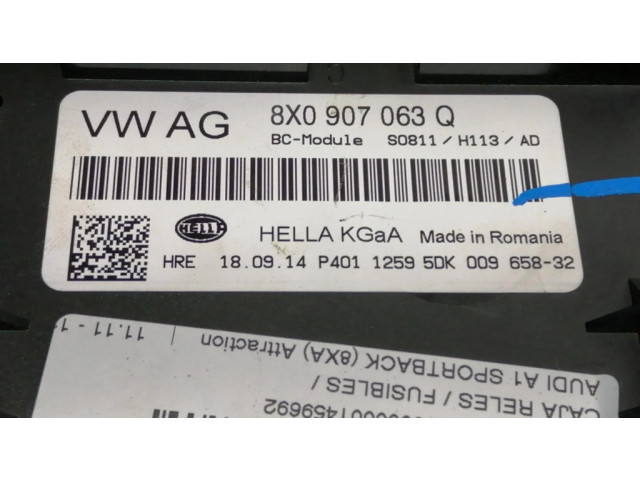 VW AG
8X0 907 063 Q
BC-Module S0811 / H113 / AD
HELLA
HELLA KGaA Made in Romania
HRE 18.09.14 P401 1259 5DK 009 658-32
11.11 - 1
AUDI A1 SPORTBACK (8XA) Attraction
CAJA RELES / FUSIBLES /
01459692